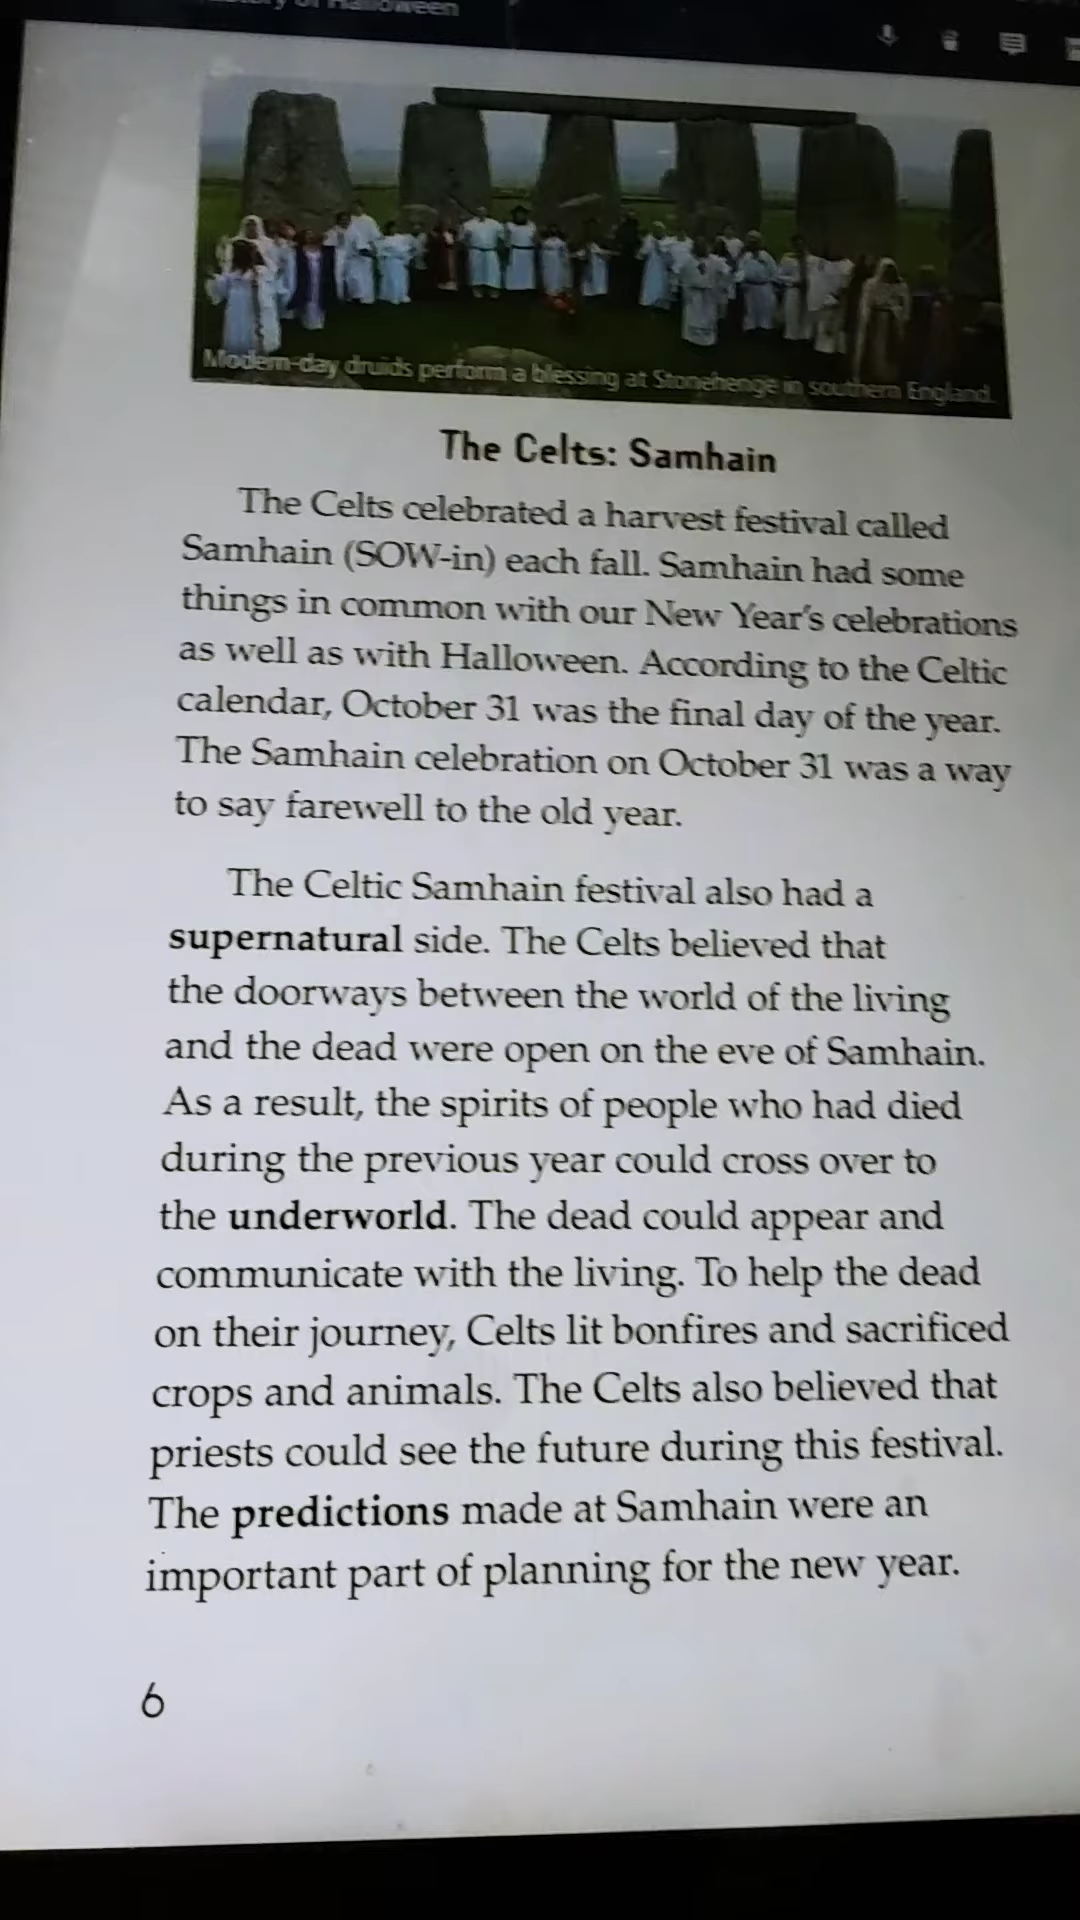 of Halloween
Modern-day druids perform a blessing at Stonehenge in southern England.
The Celts: Samhain
The Celts celebrated a harvest festival called
Samhain (SOW-in) each fall. Samhain had some
things in common with our New Year's celebrations
as well as with Halloween. According to the Celtic
calendar, October 31 was the final day of the year.
The Samhain celebration on October 31 was a way
to say farewell to the old year.
The Celtic Samhain festival also had a
supernatural side. The Celts believed that
the doorways between the world of the living
and the dead were open on the eve of Samhain.
As a result, the spirits of people who had died
during the previous year could cross over to
the underworld. The dead could appear and
communicate with the living. To help the dead
on their journey, Celts lit bonfires and sacrificed
crops and animals. The Celts also believed that
priests could see the future during this festival.
The predictions made at Samhain were an
important part of planning for the new year.
6